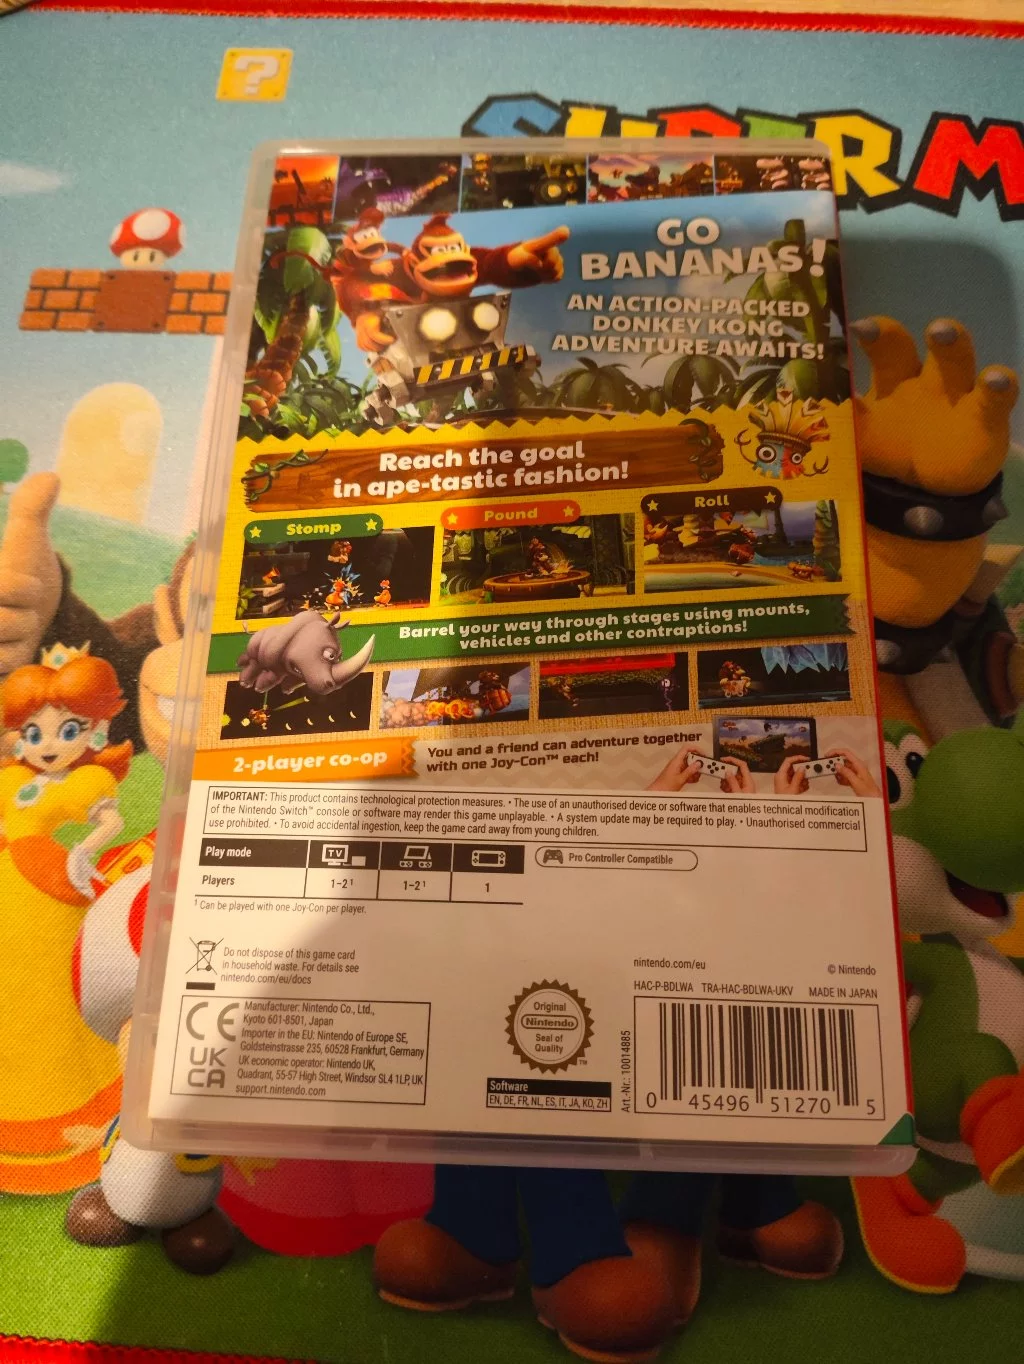 ?
SUPER M
GO
BANANAS!
AN ACTION-PACKED
DONKEY KONG
ADVENTURE AWAITS!
Reach the goal
in ape-tastic fashion!
Stomp
Pound
Roll
Barrel your way through stages using mounts,
vehicles and other contraptions!
2-player co-op
You and a friend can adventure together
with one Joy-Con™ each!
IMPORTANT: This product contains technological protection measures. • The use of an unauthorised device or software that enables technical modification
of the Nintendo Switch™ console or software may render this game unplayable. • A system update may be required to play. • Unauthorised commercial
use prohibited. • To avoid accidental ingestion, keep the game card away from young children.
Play mode
TV
Players
1-2¹
1-2¹
1
Pro Controller Compatible
¹ Can be played with one Joy-Con per player.
Do not dispose of this game card
in household waste. For details see
nintendo.com/eu/docs
nintendo.com/eu
© Nintendo
HAC-P-BDLWA TRA-HAC-BDLWA-UKV MADE IN JAPAN
CE
UK
CA
Manufacturer: Nintendo Co., Ltd.,
Kyoto 601-8501, Japan
Importer in the EU: Nintendo of Europe SE,
Goldsteinstrasse 235, 60528 Frankfurt, Germany
UK economic operator: Nintendo UK,
Quadrant, 55-57 High Street, Windsor SL4 1LP, UK
support.nintendo.com
Original
Nintendo
Seal of
Quality
™
Software
EN, DE, FR, NL, ES, IT, JA, KO, ZH
Art.-Nr.: 10014885
0 45496 51270 5